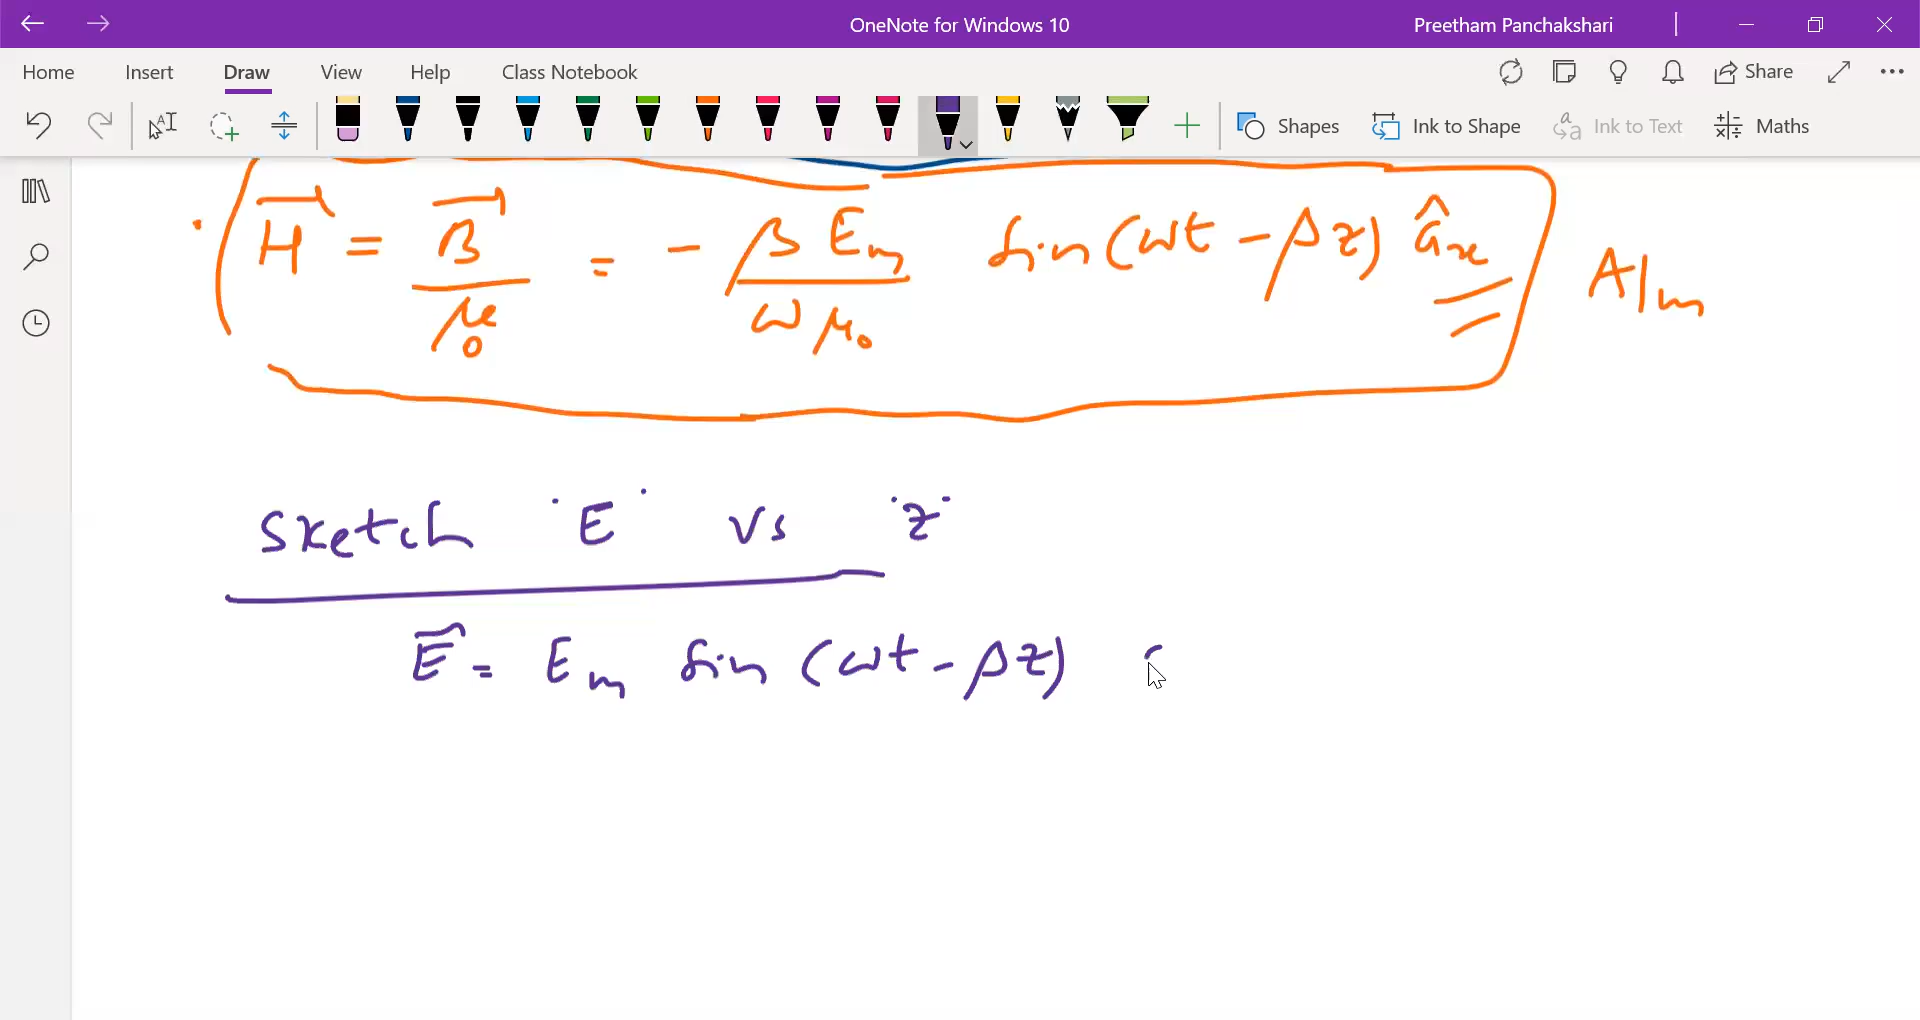 OneNote for Windows 10
Preetham Panchakshari
Home Insert Draw View Help Class Notebook Share
Shapes Ink to Shape Ink to Text Maths
H = B / μ0 = - βEm / ωμ0 sin(ωt - βz) âx A/m
Sketch 'E' vs 'z'
E = Em sin(ωt - βz)